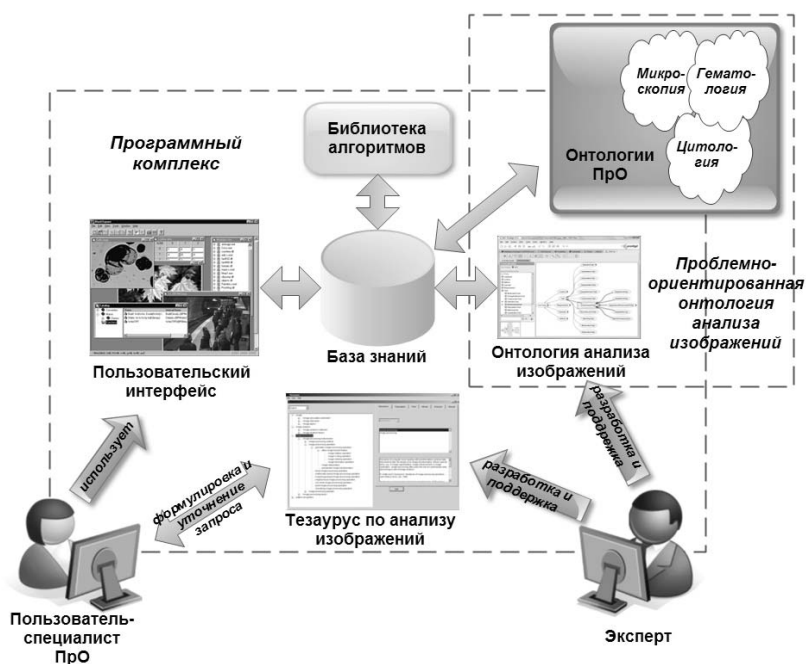 Микро-
скопия
Гемато-
логия
Цитоло-
гия
Онтологии
ПрО
Программный
комплекс
Библиотека
алгоритмов
Проблемно-
ориентированная
онтология
анализа
изображений
База знаний
Онтология анализа
изображений
Пользовательский
интерфейс
использует
формулировка и
уточнение
запроса
Тезаурус по анализу
изображений
разработка и
поддержка
разработка и
поддержка
Пользователь-
специалист
ПрО
Эксперт